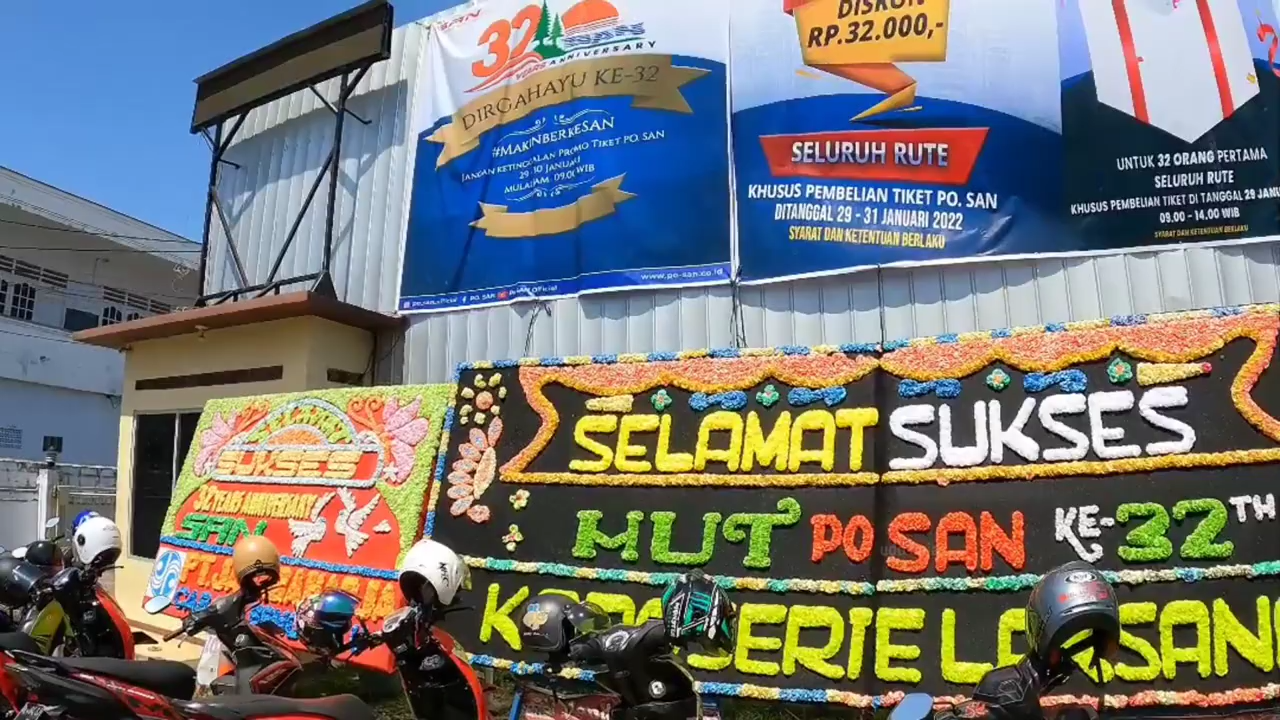 SAN
32
YEARS ANNIVERSARY
DIRGAHAYU KE-32
#MAKINBERKESAN
JANGAN KETINGGALAN PROMO TIKET PO. SAN
29-30 JANUARI
MULAI JAM 09.00 WIB
www.po-san.co.id
PO. SAN
DISKON
RP.32.000,-
SELURUH RUTE
KHUSUS PEMBELIAN TIKET PO. SAN
DITANGGAL 29 - 31 JANUARI 2022
SYARAT DAN KETENTUAN BERLAKU
UNTUK 32 ORANG PERTAMA
SELURUH RUTE
KHUSUS PEMBELIAN TIKET DI TANGGAL 29
09.00 - 14.00 WIB
SYARAT DAN KETENTUAN BERLAKU
SUKSES
32 YEARS ANNIVERSARY
SAN
SELAMAT SUKSES
HUT PO SAN KE-32TH